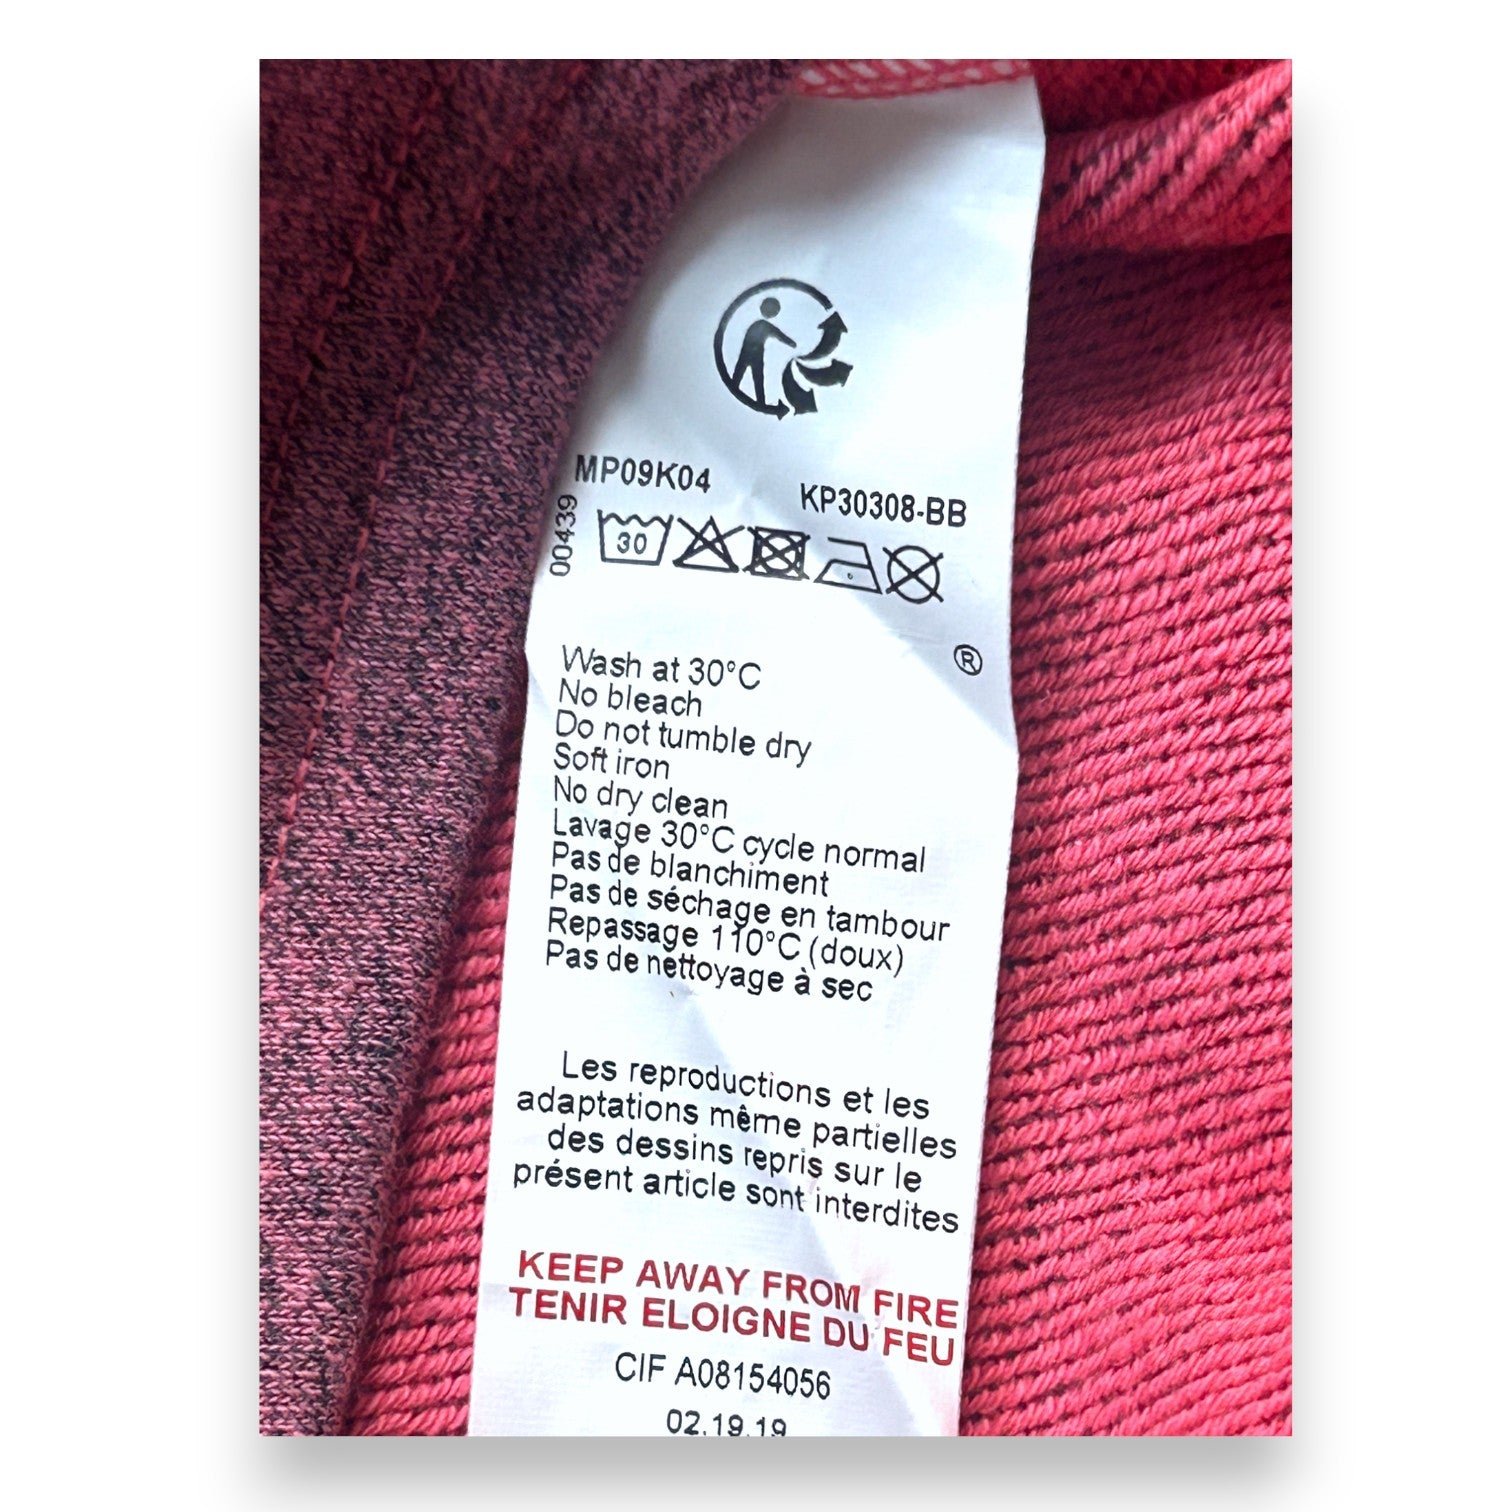 MP09K04
KP30308-BB
00439
30
®
Wash at 30°C
No bleach
Do not tumble dry
Soft iron
No dry clean
Lavage 30°C cycle normal
Pas de blanchiment
Pas de séchage en tambour
Repassage 110°C (doux)
Pas de nettoyage à sec
Les reproductions et les
adaptations même partielles
des dessins repris sur le
présent article sont interdites
KEEP AWAY FROM FIRE
TENIR ELOIGNE DU FEU
CIF A08154056
02.19.19